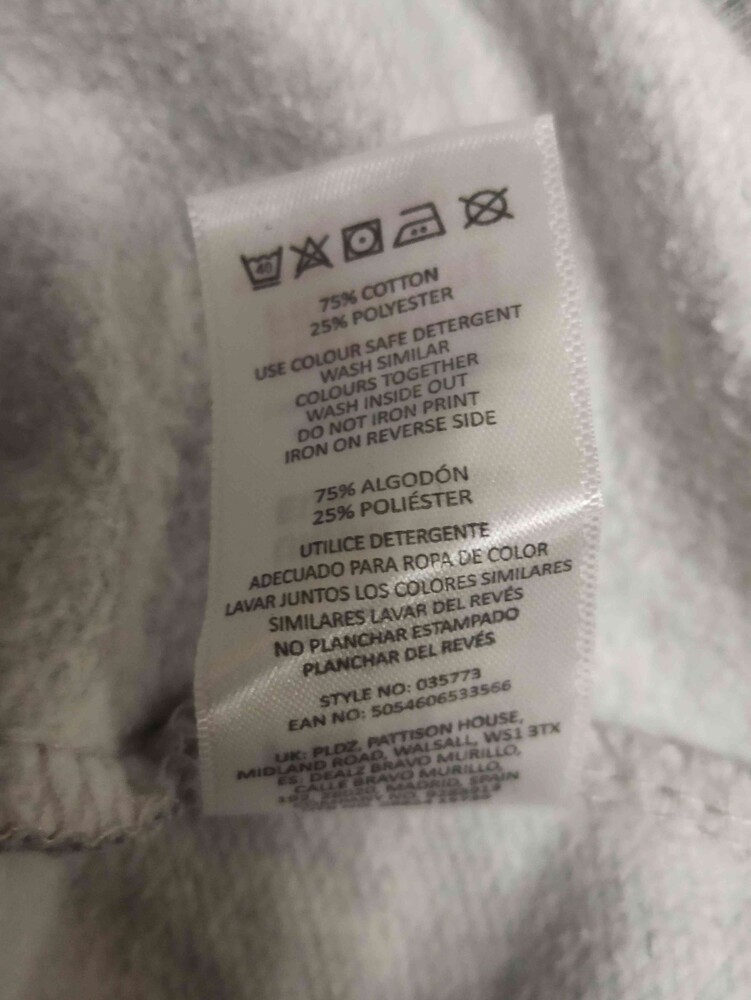 40
75% COTTON
25% POLYESTER
USE COLOUR SAFE DETERGENT
WASH SIMILAR
COLOURS TOGETHER
WASH INSIDE OUT
DO NOT IRON PRINT
IRON ON REVERSE SIDE
75% ALGODÓN
25% POLIÉSTER
UTILICE DETERGENTE
ADECUADO PARA ROPA DE COLOR
LAVAR JUNTOS LOS COLORES SIMILARES
SIMILARES LAVAR DEL REVÉS
NO PLANCHAR ESTAMPADO
PLANCHAR DEL REVÉS
STYLE NO: 035773
EAN NO: 5054606533566
UK: PLDZ, PATTISON HOUSE,
MIDLAND ROAD, WALSALL, WS1 3TX
ES: DEALZ BRAVO MURILLO,
CALLE BRAVO MURILLO,
MADRID, SPAIN